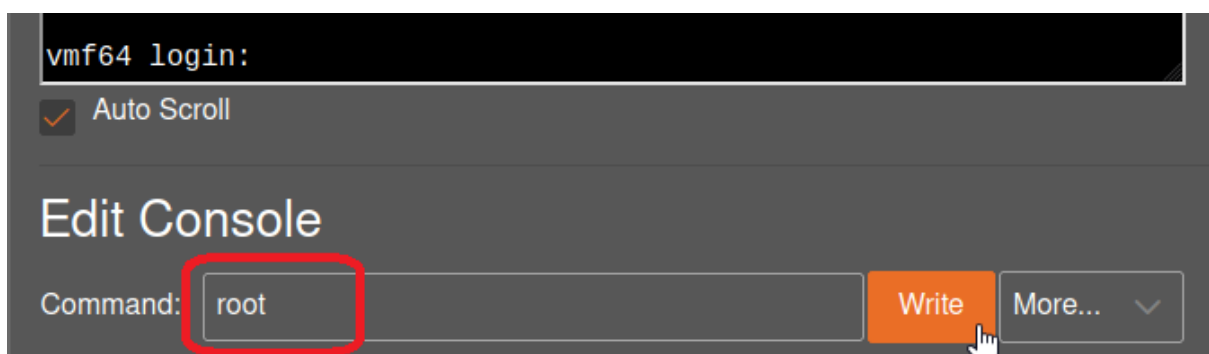 vmf64 login:
Auto Scroll
Edit Console
Command: root Write More...